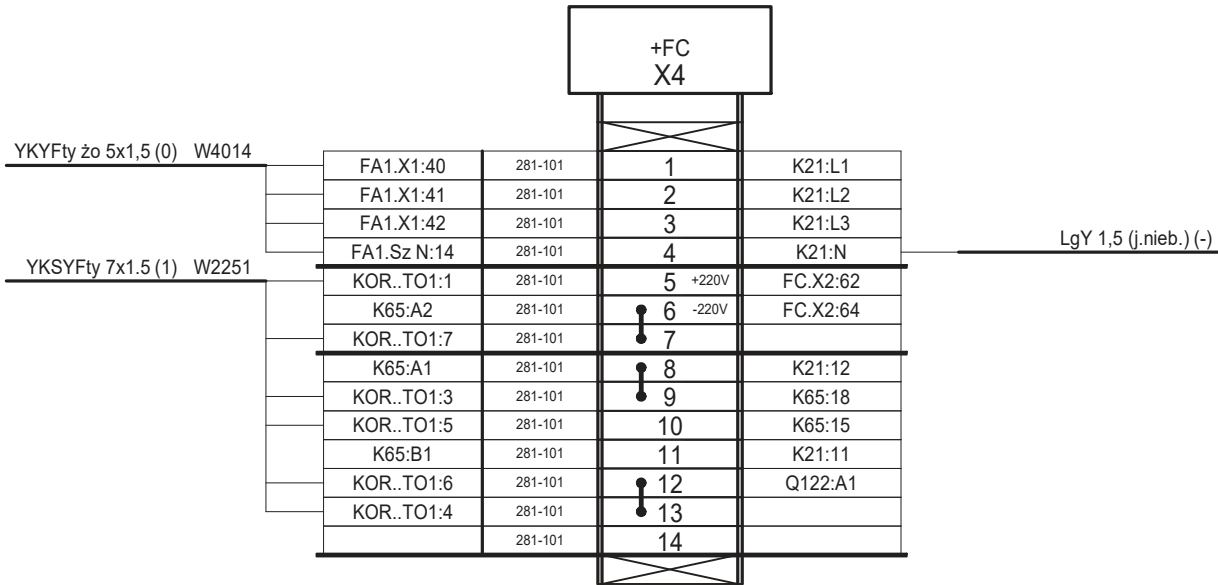 +FC
X4
YKYFty żo 5x1,5 (0) W4014
FA1.X1:40 281-101 1 K21:L1
FA1.X1:41 281-101 2 K21:L2
FA1.X1:42 281-101 3 K21:L3
FA1.Sz N:14 281-101 4 K21:N
LgY 1,5 (j.nieb.) (-)
YKSYFty 7x1.5 (1) W2251
KOR..TO1:1 281-101 5 +220V FC.X2:62
K65:A2 281-101 6 -220V FC.X2:64
KOR..TO1:7 281-101 7
K65:A1 281-101 8 K21:12
KOR..TO1:3 281-101 9 K65:18
KOR..TO1:5 281-101 10 K65:15
K65:B1 281-101 11 K21:11
KOR..TO1:6 281-101 12 Q122:A1
KOR..TO1:4 281-101 13
281-101 14